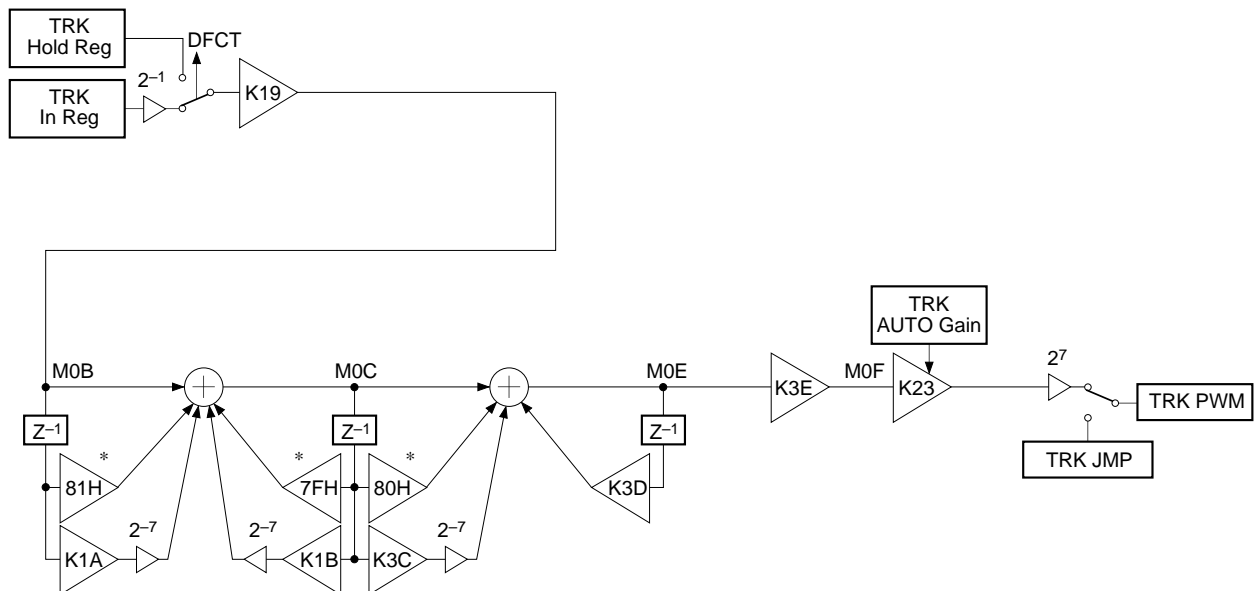 TRK
Hold Reg
DFCT
2–1
TRK
In Reg
K19
TRK
AUTO Gain
M0B
M0C
M0E
K3E
M0F
K23
27
TRK PWM
TRK JMP
Z–1
Z–1
Z–1
*
*
*
81H
7FH
80H
K3D
K1A
2–7
2–7
K1B
K3C
2–7